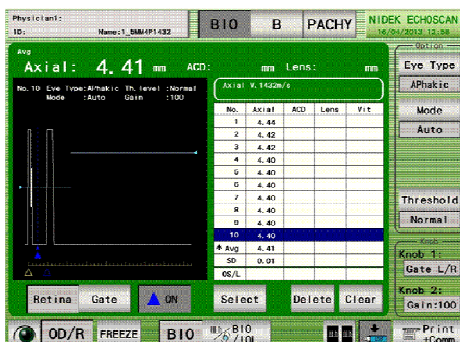 Physician1:
ID: Name:1_5MM4P1432
BIO B PACHY NIDEK ECHOSCAN
16/04/2013 12:58
Avg
Axial: 4.41 mm ACD: mm Lens: mm
No.10 Eye Type:APhakic Th.level :Normal
Mode :Auto Gain :100
Axial V.1432m/s
No. Axial ACD Lens Vit
1 4.44
2 4.42
3 4.42
4 4.40
5 4.40
6 4.40
7 4.40
8 4.40
9 4.40
10 4.40
Avg 4.41
SD 0.01
OS/L
Option
Eye Type
APhakic
Mode
Auto
Threshold
Normal
Knob
Knob 1:
Gate L/R
Knob 2:
Gain:100
Retina Gate ON Select Delete Clear
OD/R FREEZE BIO BIO /IOL Print +Comm